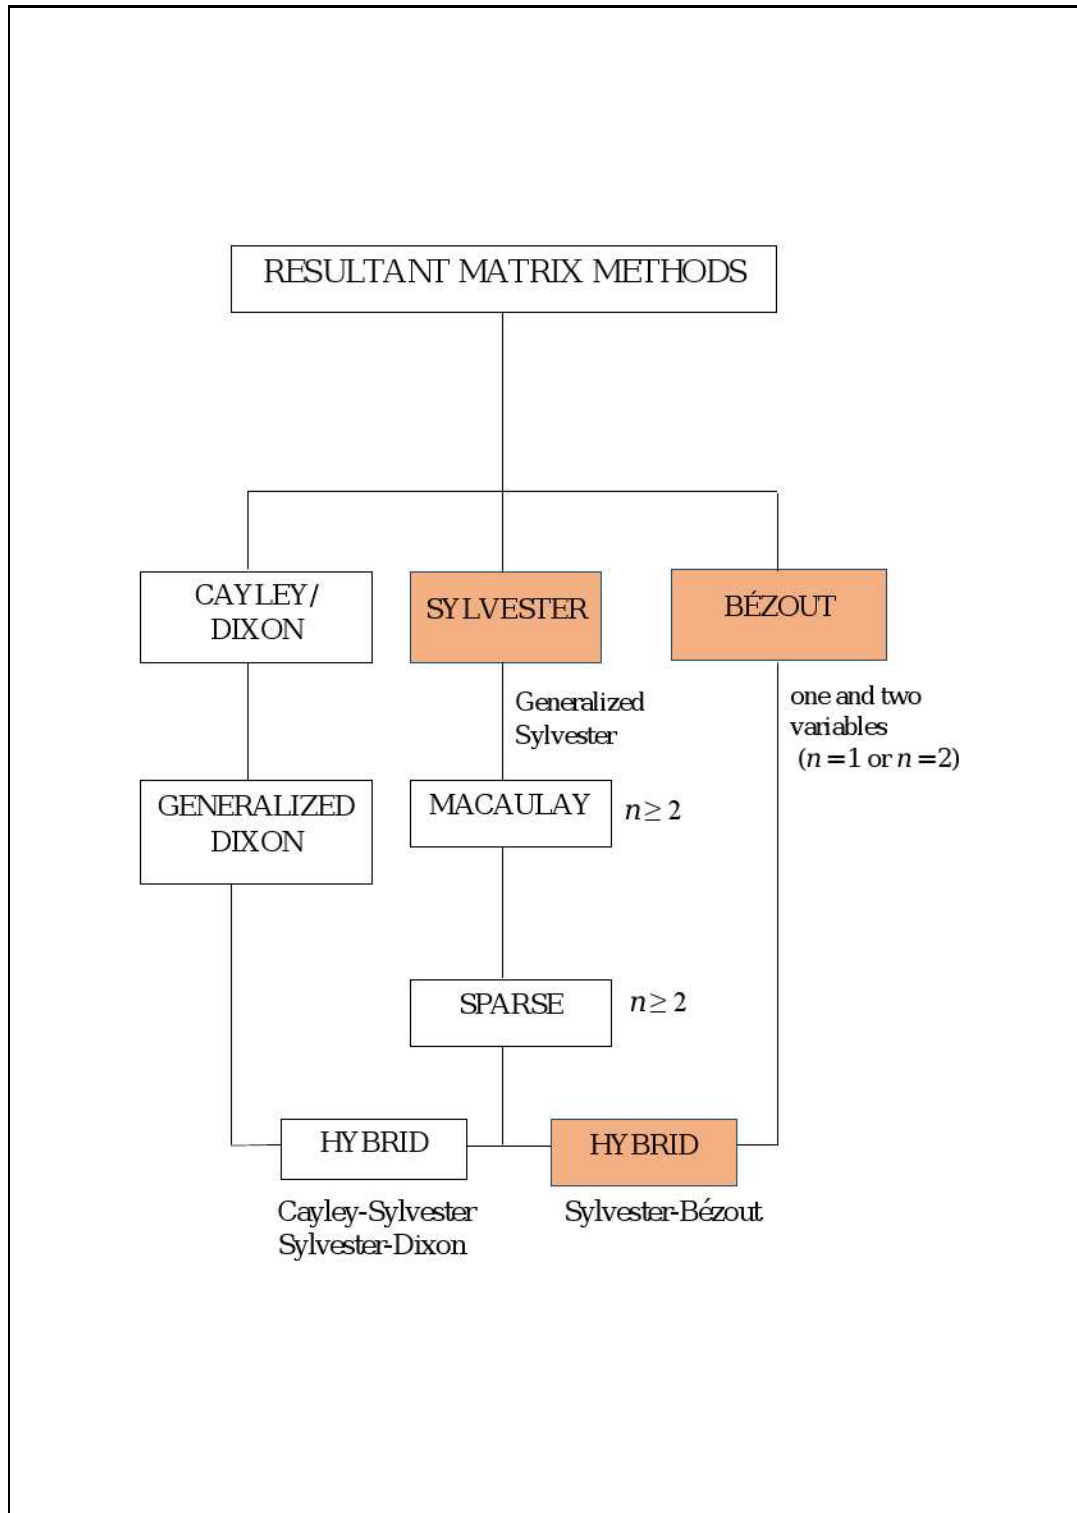 RESULTANT MATRIX METHODS
CAYLEY/
DIXON
SYLVESTER
BÉZOUT
Generalized
Sylvester
one and two
variables
(n = 1 or n = 2)
GENERALIZED
DIXON
MACAULAY
n ≥ 2
SPARSE
n ≥ 2
HYBRID
HYBRID
Cayley-Sylvester
Sylvester-Dixon
Sylvester-Bézout